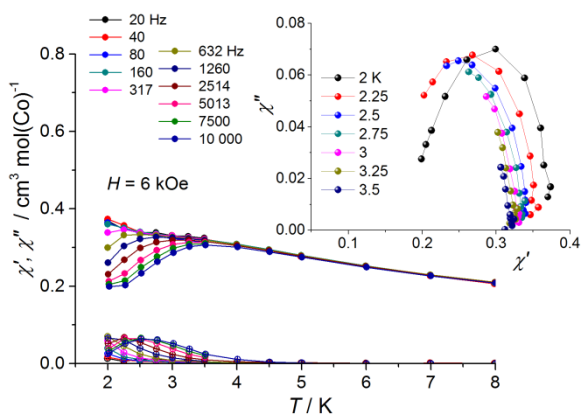 20 Hz
40
80
160
317
632 Hz
1260
2514
5013
7500
10 000
H = 6 kOe
χ', χ'' / cm³ mol(Co)⁻¹
0.8
0.6
0.4
0.2
0.0
2 3 4 5 6 7 8
T / K
χ''
0.08
0.06
0.04
0.02
0.00
2 K
2.25
2.5
2.75
3
3.25
3.5
0.1 0.2 0.3 0.4
χ'